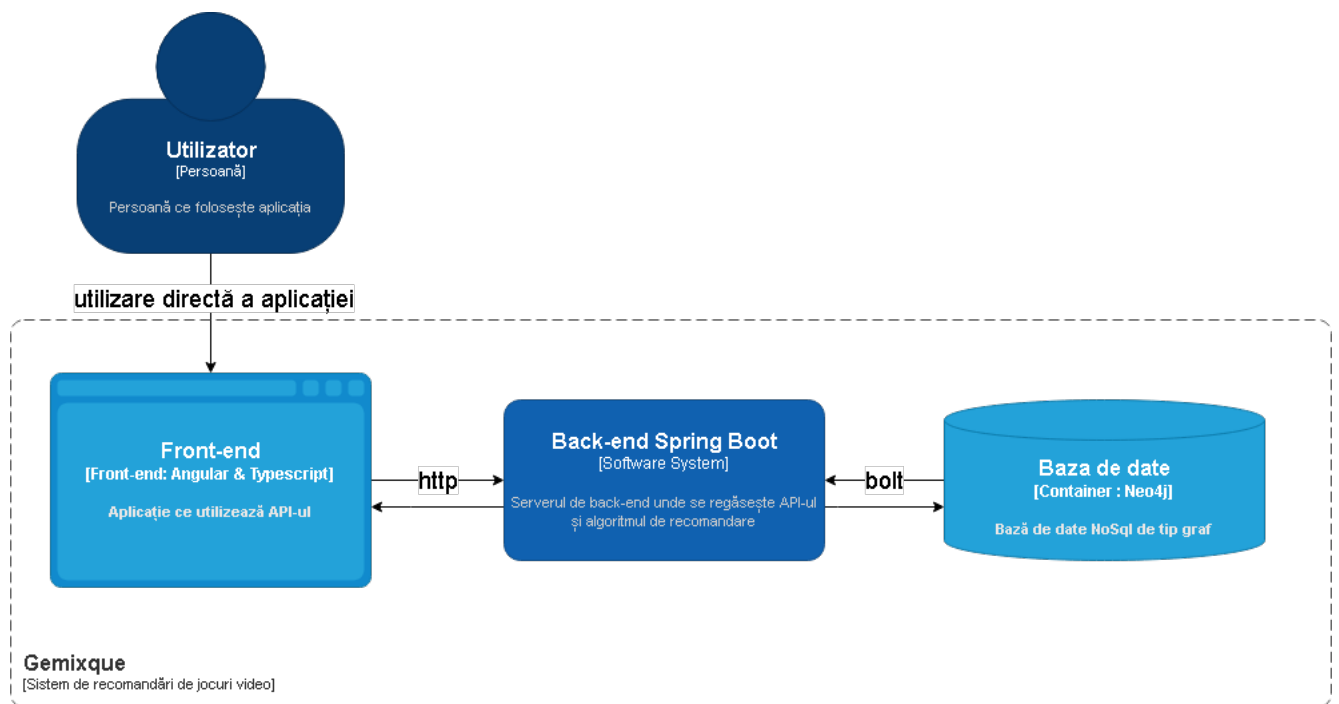 Utilizator
[Persoană]
Persoană ce folosește aplicația
utilizare directă a aplicației
Front-end
[Front-end: Angular & Typescript]
Aplicație ce utilizează API-ul
http
Back-end Spring Boot
[Software System]
Serverul de back-end unde se regăsește API-ul
și algoritmul de recomandare
bolt
Baza de date
[Container : Neo4j]
Bază de date NoSql de tip graf
Gemixque
[Sistem de recomandări de jocuri video]